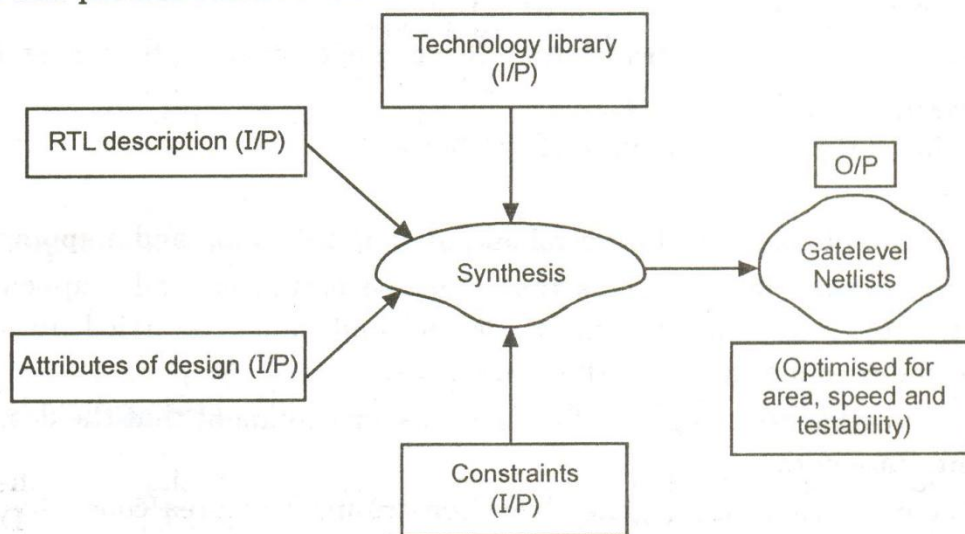 Technology library
(I/P)
RTL description (I/P)
O/P
Synthesis
Gatelevel
Netlists
Attributes of design (I/P)
(Optimised for
area, speed and
testability)
Constraints
(I/P)